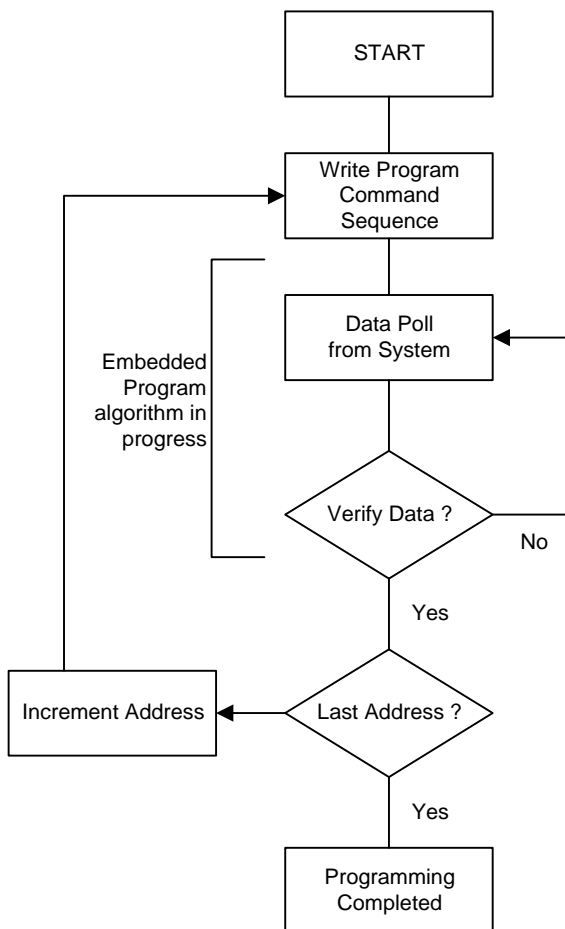 START
Write Program
Command
Sequence
Data Poll
from System
Embedded
Program
algorithm in
progress
Verify Data ?
No
Yes
Increment Address
Last Address ?
Yes
Programming
Completed